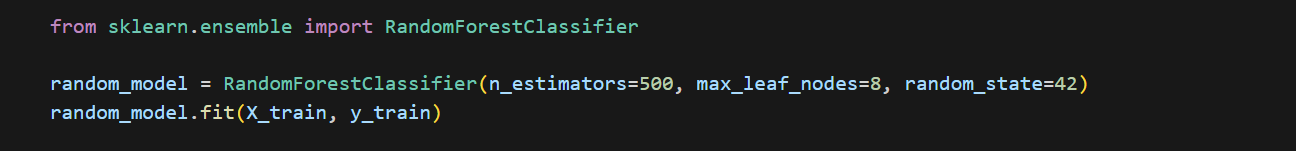 from sklearn.ensemble import RandomForestClassifier
random_model = RandomForestClassifier(n_estimators=500, max_leaf_nodes=8, random_state=42)
random_model.fit(X_train, y_train)